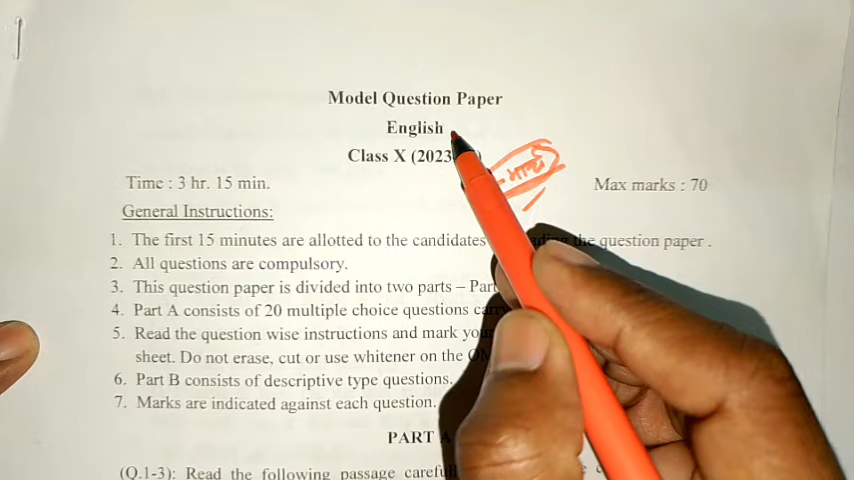 Model Question Paper
English
Class X (2023
Time : 3 hr. 15 min.
Max marks : 70
General Instructions:
1. The first 15 minutes are allotted to the candidates the question paper .
2. All questions are compulsory.
3. This question paper is divided into two parts – Part
4. Part A consists of 20 multiple choice questions
5. Read the question wise instructions and mark
sheet. Do not erase, cut or use whitener on the
6. Part B consists of descriptive type questions.
7. Marks are indicated against each question.
PART A
(Q.1-3): Read the following passage